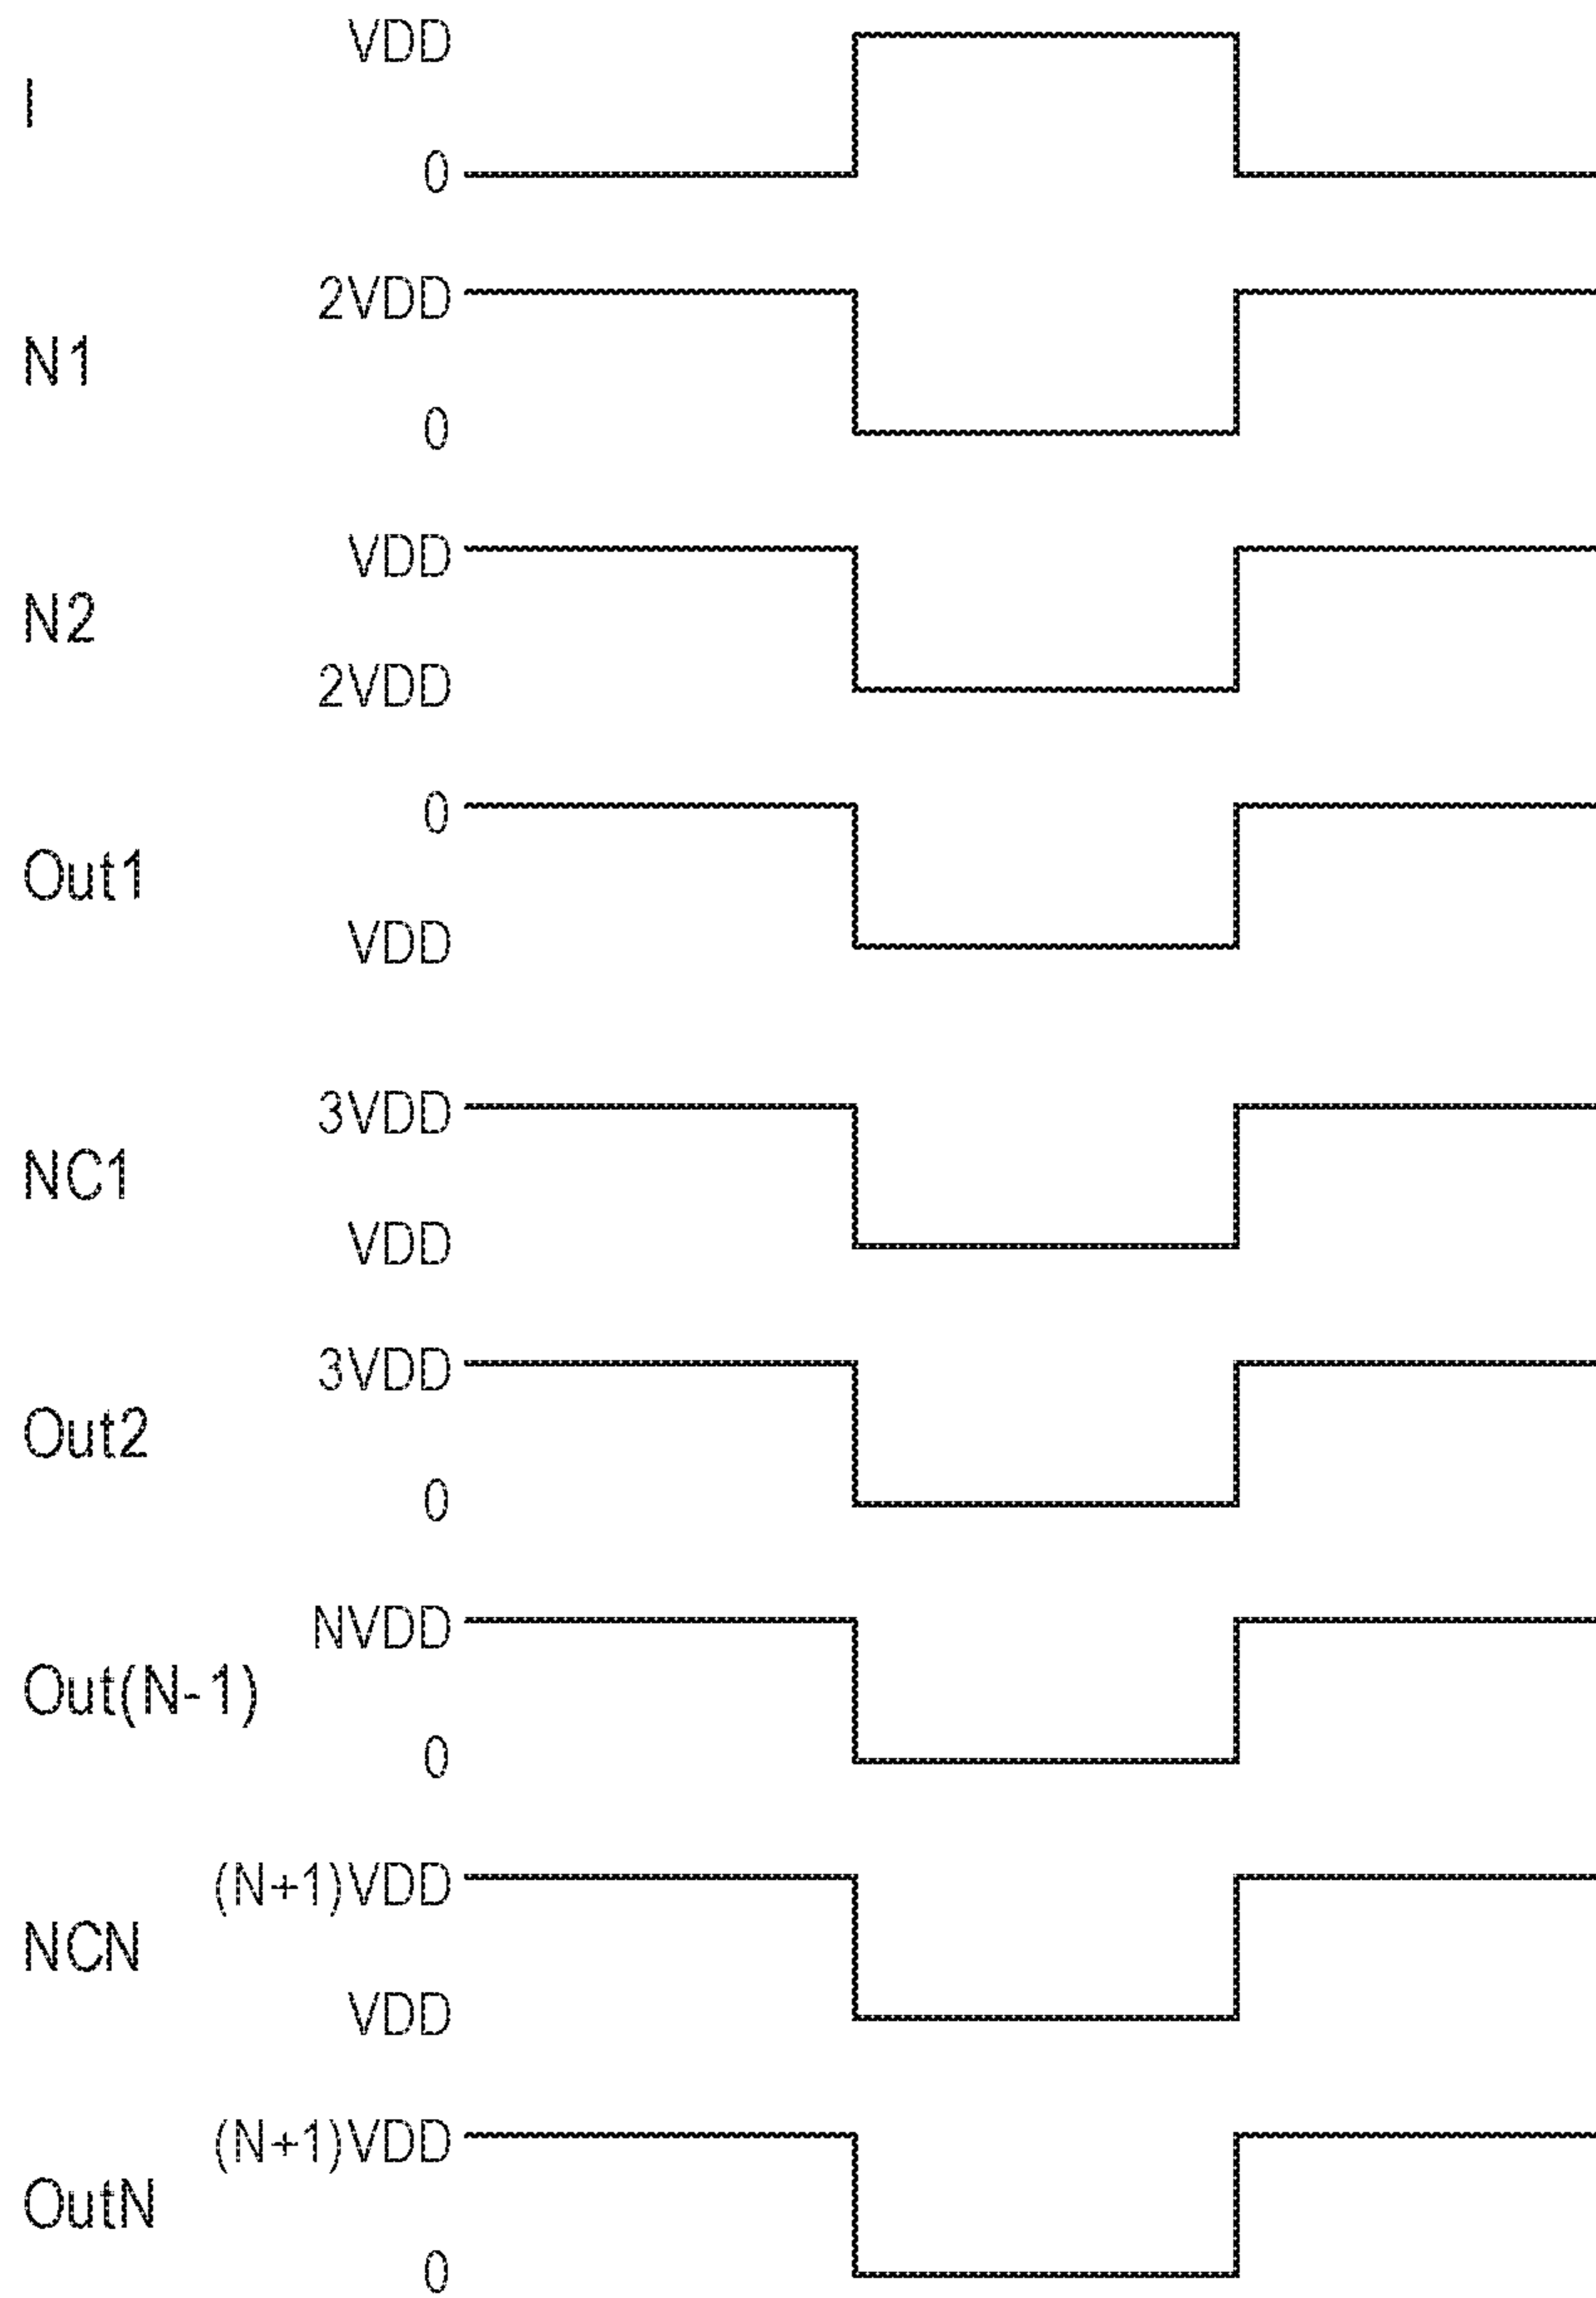 VDD
I
0
2VDD
N1
0
VDD
N2
2VDD
0
Out1
VDD
3VDD
NC1
VDD
3VDD
Out2
0
NVDD
Out(N-1)
0
(N+1)VDD
NCN
VDD
(N+1)VDD
OutN
0